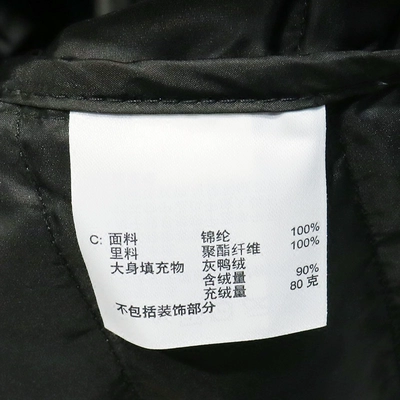 C: 面料 锦纶 100%
里料 聚酯纤维 100%
大身填充物 灰鸭绒
含绒量 90%
充绒量 80 克
不包括装饰部分